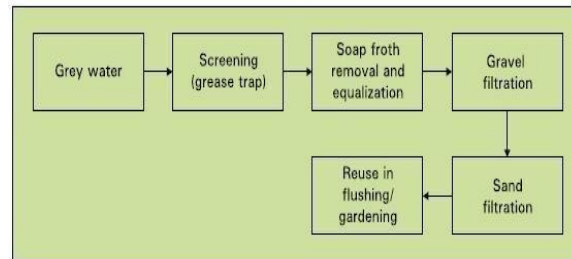 Grey water
Screening
(grease trap)
Soap froth
removal and
equalization
Gravel
filtration
Sand
filtration
Reuse in
flushing/
gardening